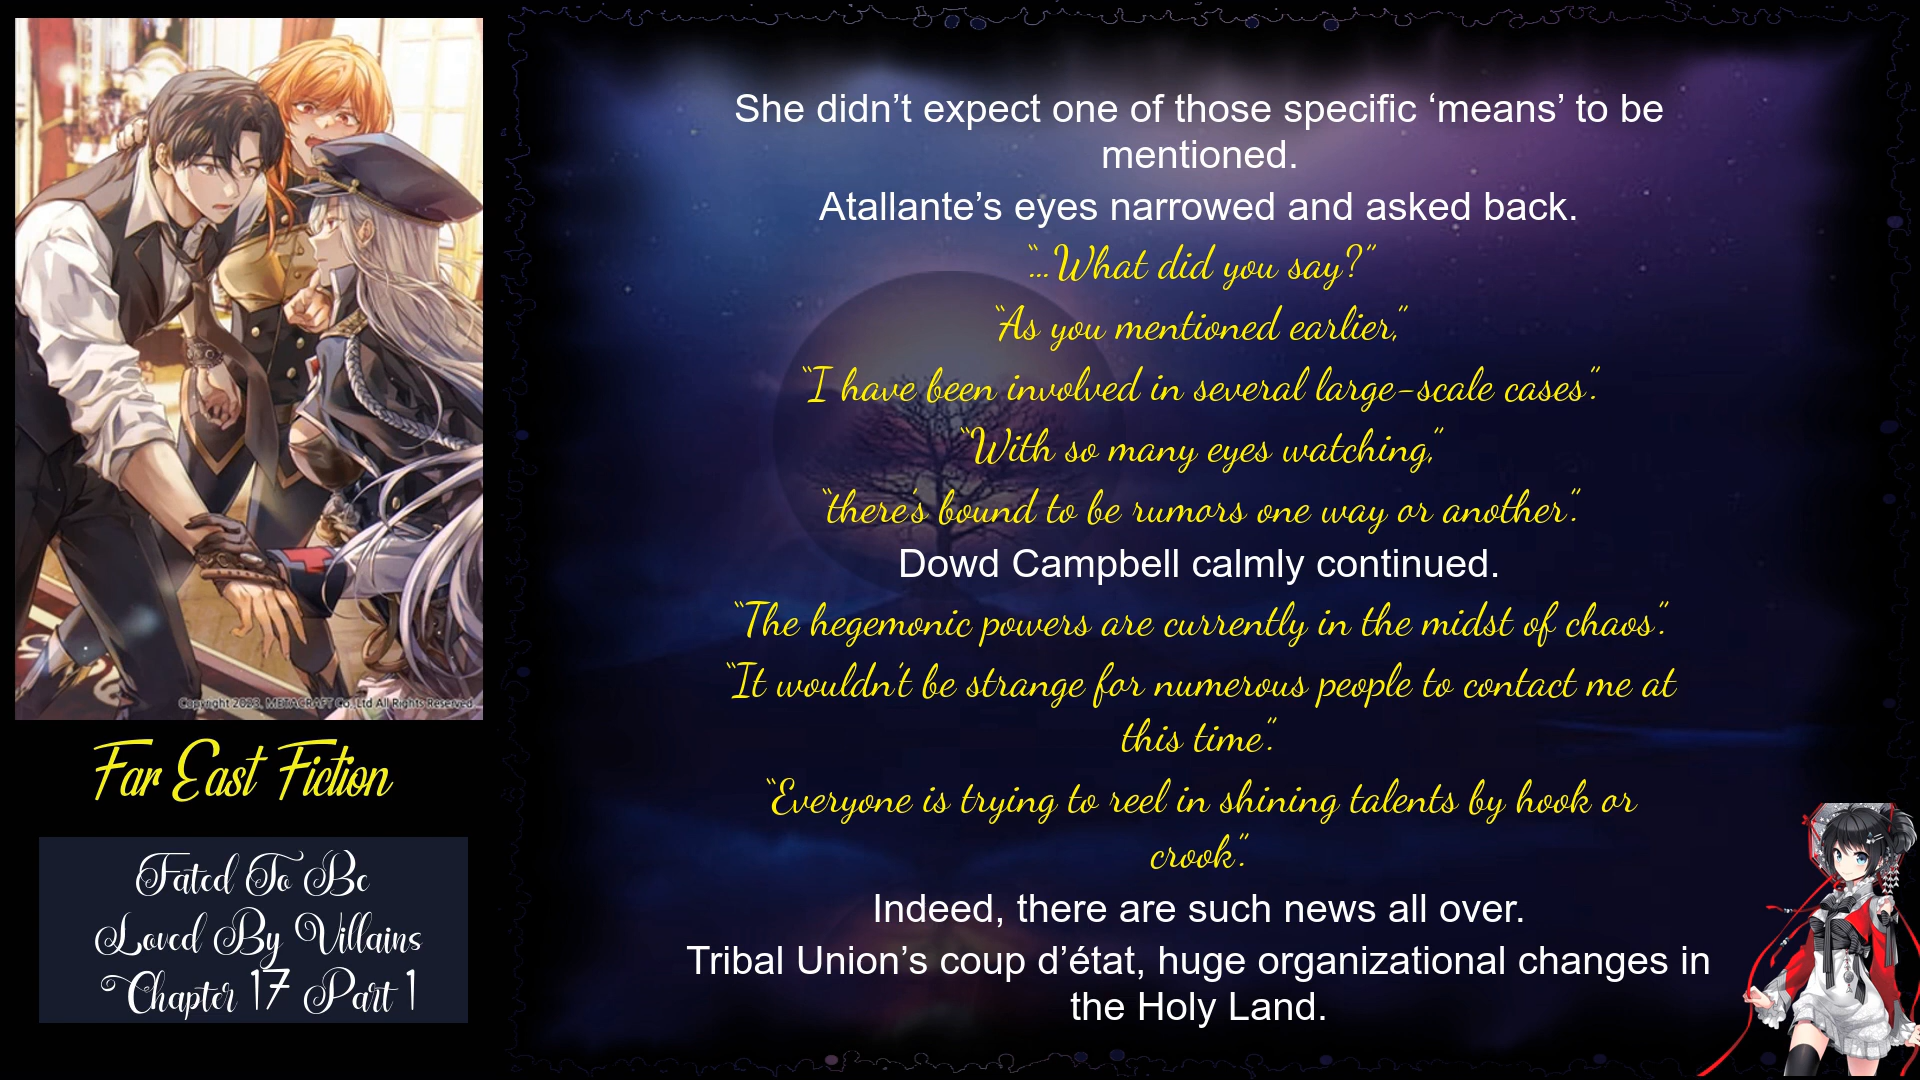 She didn’t expect one of those specific ‘means’ to be
mentioned.
Atallante’s eyes narrowed and asked back.
“...What did you say?”
“As you mentioned earlier,”
“I have been involved in several large-scale cases”.
“With so many eyes watching,”
“there’s bound to be rumors one way or another”.
Dowd Campbell calmly continued.
“The hegemonic powers are currently in the midst of chaos”.
“It wouldn’t be strange for numerous people to contact me at
this time”.
“Everyone is trying to reel in shining talents by hook or
crook”.
Indeed, there are such news all over.
Tribal Union’s coup d’état, huge organizational changes in
the Holy Land.
Copyright 2023, METACRAFT Co.,Ltd All Rights Reserved
Far East Fiction
Fated To Be
Loved By Villains
Chapter 17 Part 1